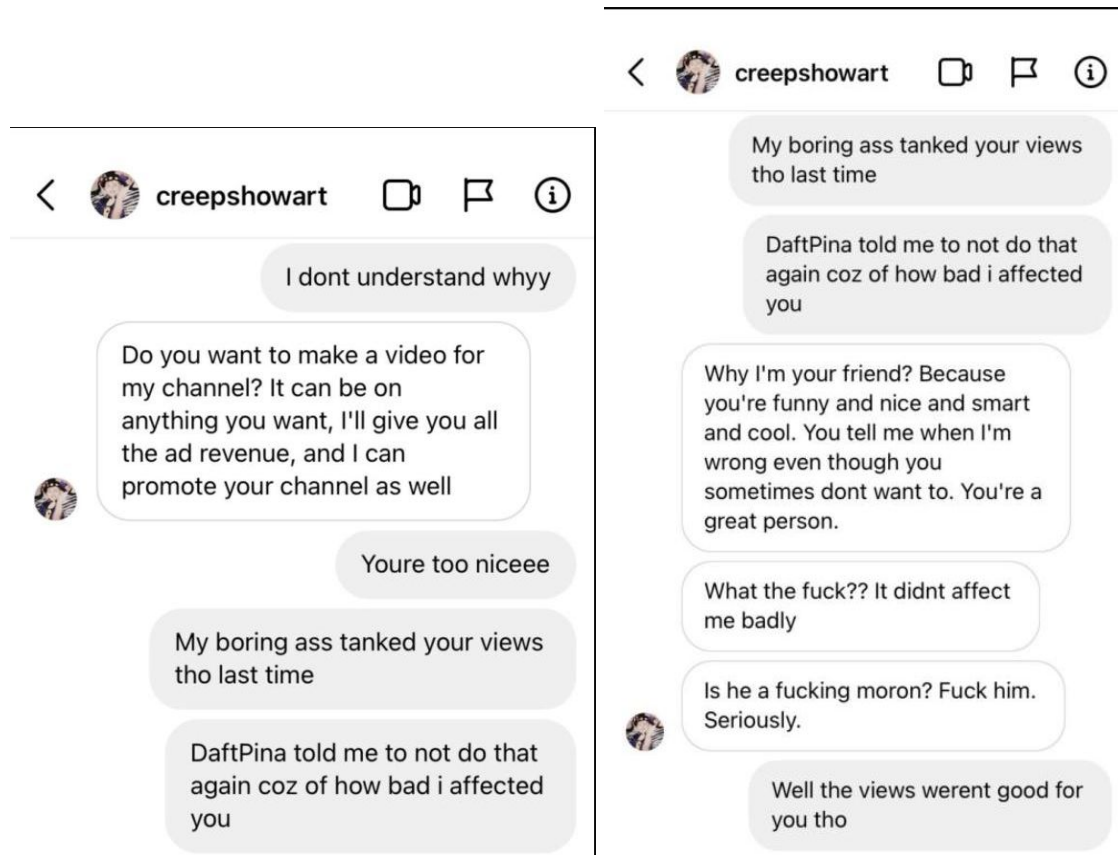 creepshowart
I dont understand whyy
Do you want to make a video for
my channel? It can be on
anything you want, I'll give you all
the ad revenue, and I can
promote your channel as well
Youre too niceee
My boring ass tanked your views
tho last time
DaftPina told me to not do that
again coz of how bad i affected
you
creepshowart
My boring ass tanked your views
tho last time
DaftPina told me to not do that
again coz of how bad i affected
you
Why I'm your friend? Because
you're funny and nice and smart
and cool. You tell me when I'm
wrong even though you
sometimes dont want to. You're a
great person.
What the fuck?? It didnt affect
me badly
Is he a fucking moron? Fuck him.
Seriously.
Well the views werent good for
you tho